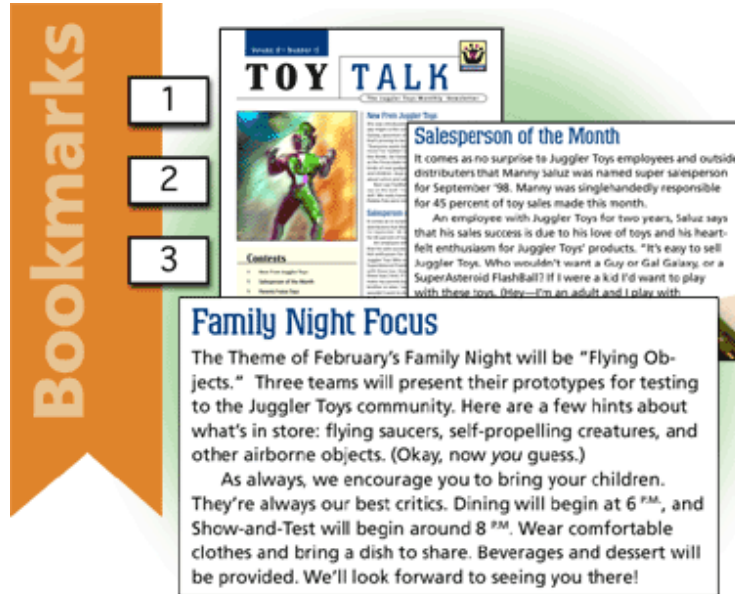 Bookmarks
1
2
3
TOY TALK
The Juggler Toys Monthly Newsletter
New From Juggler Toys
Contents
New From Juggler Toys
Salesperson of the Month
Salesperson of the Month
It comes as no surprise to Juggler Toys employees and outside
distributers that Manny Saluz was named super salesperson
for September '98. Manny was singlehandedly responsible
for 45 percent of toy sales made this month.
An employee with Juggler Toys for two years, Saluz says
that his sales success is due to his love of toys and his heart-
felt enthusiasm for Juggler Toys' products. "It's easy to sell
Juggler Toys. Who wouldn't want a Guy or Gal Galaxy, or a
SuperAsteroid FlashBall? If I were a kid I'd want to play
with these toys. (Hey—I'm an adult and I play with
Family Night Focus
The Theme of February's Family Night will be "Flying Ob-
jects." Three teams will present their prototypes for testing
to the Juggler Toys community. Here are a few hints about
what's in store: flying saucers, self-propelling creatures, and
other airborne objects. (Okay, now you guess.)
As always, we encourage you to bring your children.
They're always our best critics. Dining will begin at 6 P.M., and
Show-and-Test will begin around 8 P.M. Wear comfortable
clothes and bring a dish to share. Beverages and dessert will
be provided. We'll look forward to seeing you there!